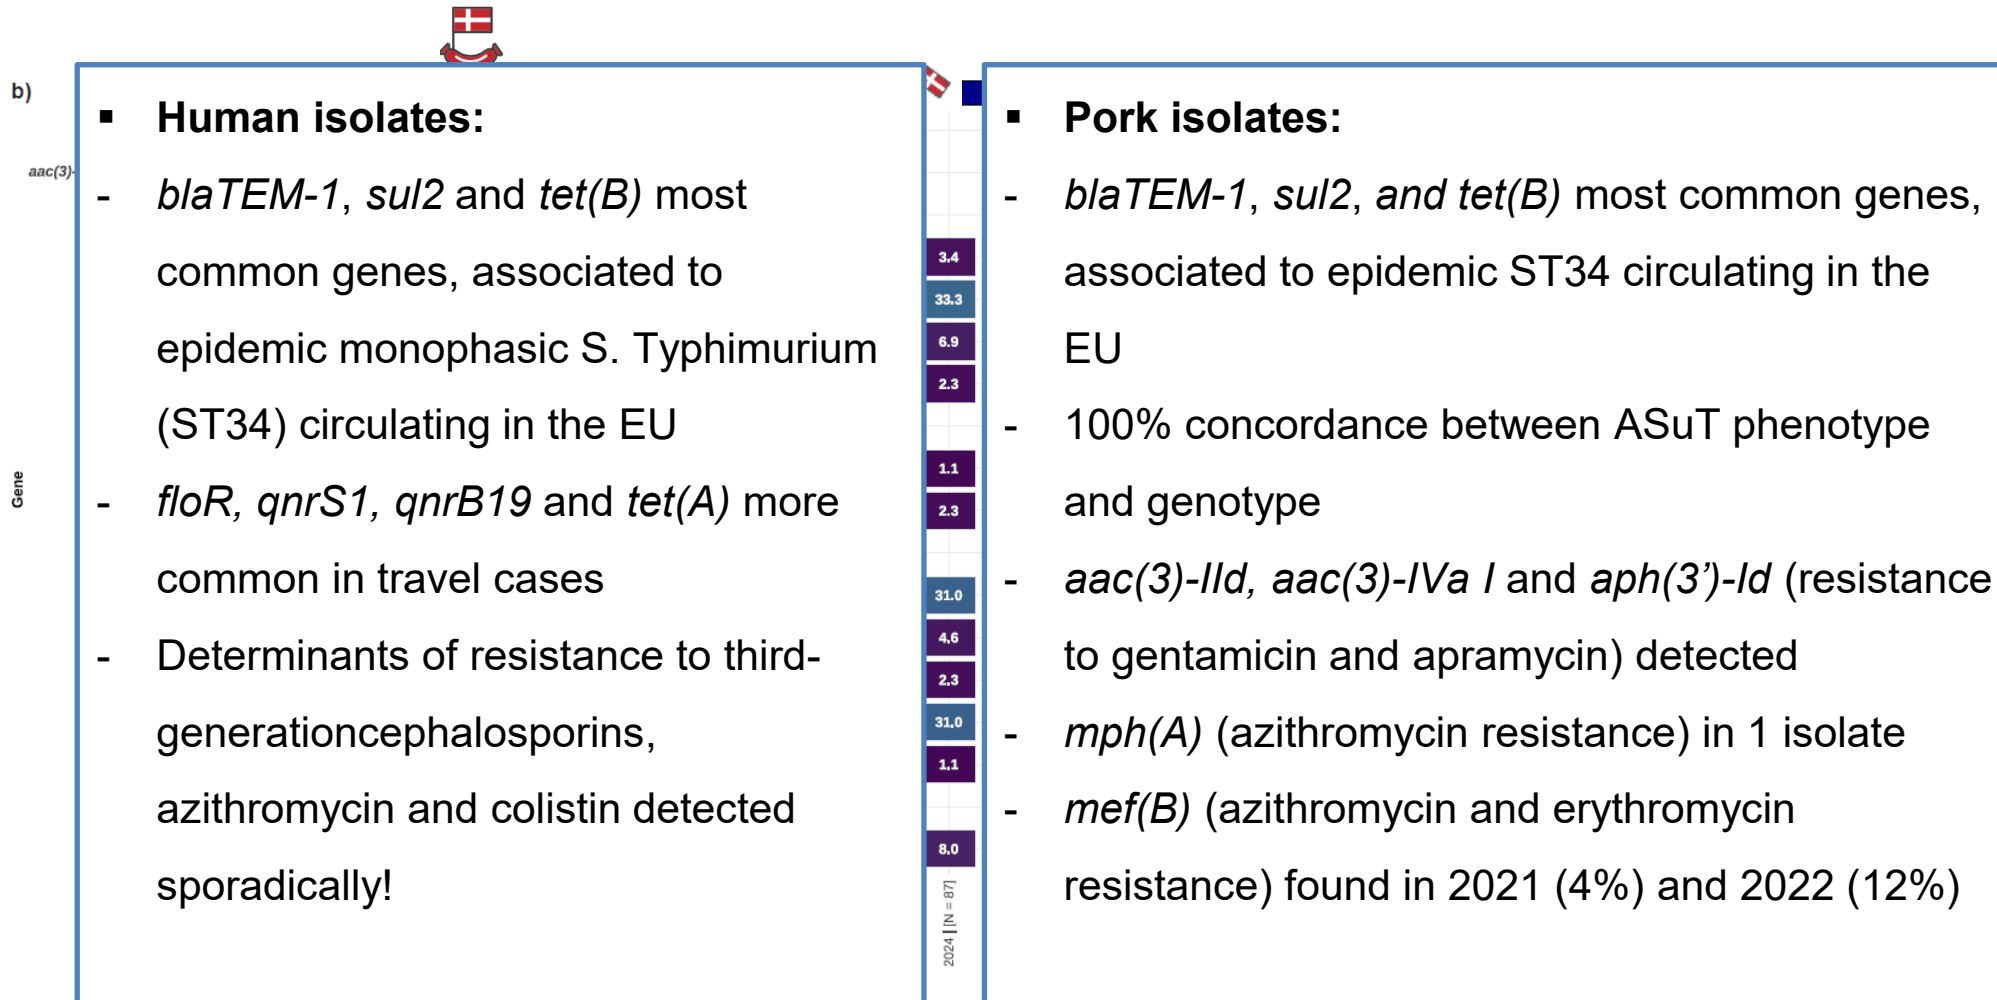 b)
aac(3)-
Gene
▪ Human isolates:
- blaTEM-1, sul2 and tet(B) most
common genes, associated to
epidemic monophasic S. Typhimurium
(ST34) circulating in the EU
- floR, qnrS1, qnrB19 and tet(A) more
common in travel cases
- Determinants of resistance to third-
generationcephalosporins,
azithromycin and colistin detected
sporadically!
3.4
33.3
6.9
2.3
1.1
2.3
31.0
4.6
2.3
31.0
1.1
8.0
2024 | [N = 87]
▪ Pork isolates:
- blaTEM-1, sul2, and tet(B) most common genes,
associated to epidemic ST34 circulating in the
EU
- 100% concordance between ASuT phenotype
and genotype
- aac(3)-IId, aac(3)-IVa I and aph(3’)-Id (resistance
to gentamicin and apramycin) detected
- mph(A) (azithromycin resistance) in 1 isolate
- mef(B) (azithromycin and erythromycin
resistance) found in 2021 (4%) and 2022 (12%)